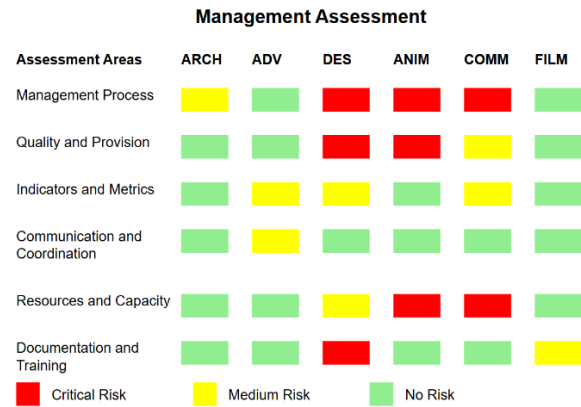 Management Assessment
Assessment Areas ARCH ADV DES ANIM COMM FILM
Management Process
Quality and Provision
Indicators and Metrics
Communication and
Coordination
Resources and Capacity
Documentation and
Training
Critical Risk Medium Risk No Risk